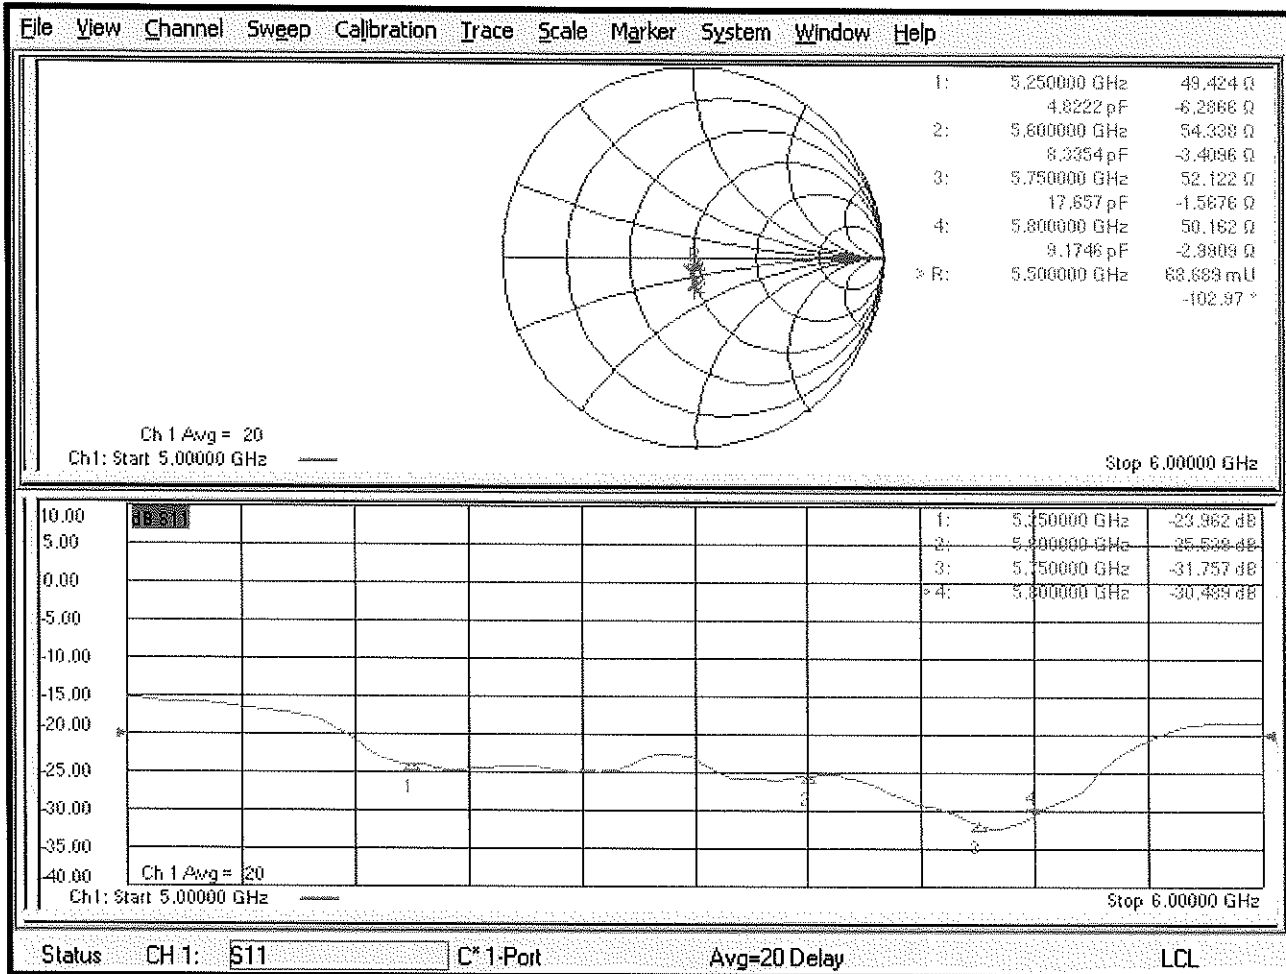 File View Channel Sweep Calibration Trace Scale Marker System Window Help
1: 5.250000 GHz 49.424 Ω
4.8222 pF -6.2866 Ω
2: 5.600000 GHz 54.338 Ω
8.3354 pF -3.4096 Ω
3: 5.750000 GHz 52.122 Ω
17.657 pF -1.5676 Ω
4: 5.800000 GHz 50.162 Ω
9.1746 pF -2.9909 Ω
> R: 5.500000 GHz 68.689 mU
-102.97 °
Ch 1 Avg = 20
Ch1: Start 5.00000 GHz Stop 6.00000 GHz
dB S11
1: 5.250000 GHz -23.962 dB
2: 5.600000 GHz -25.538 dB
3: 5.750000 GHz -31.757 dB
> 4: 5.800000 GHz -30.489 dB
10.00
5.00
0.00
-5.00
-10.00
-15.00
-20.00
-25.00
-30.00
-35.00
-40.00
1
2
3
4
Ch 1 Avg = 20
Ch1: Start 5.00000 GHz Stop 6.00000 GHz
Status CH 1: S11 C* 1-Port Avg=20 Delay LCL